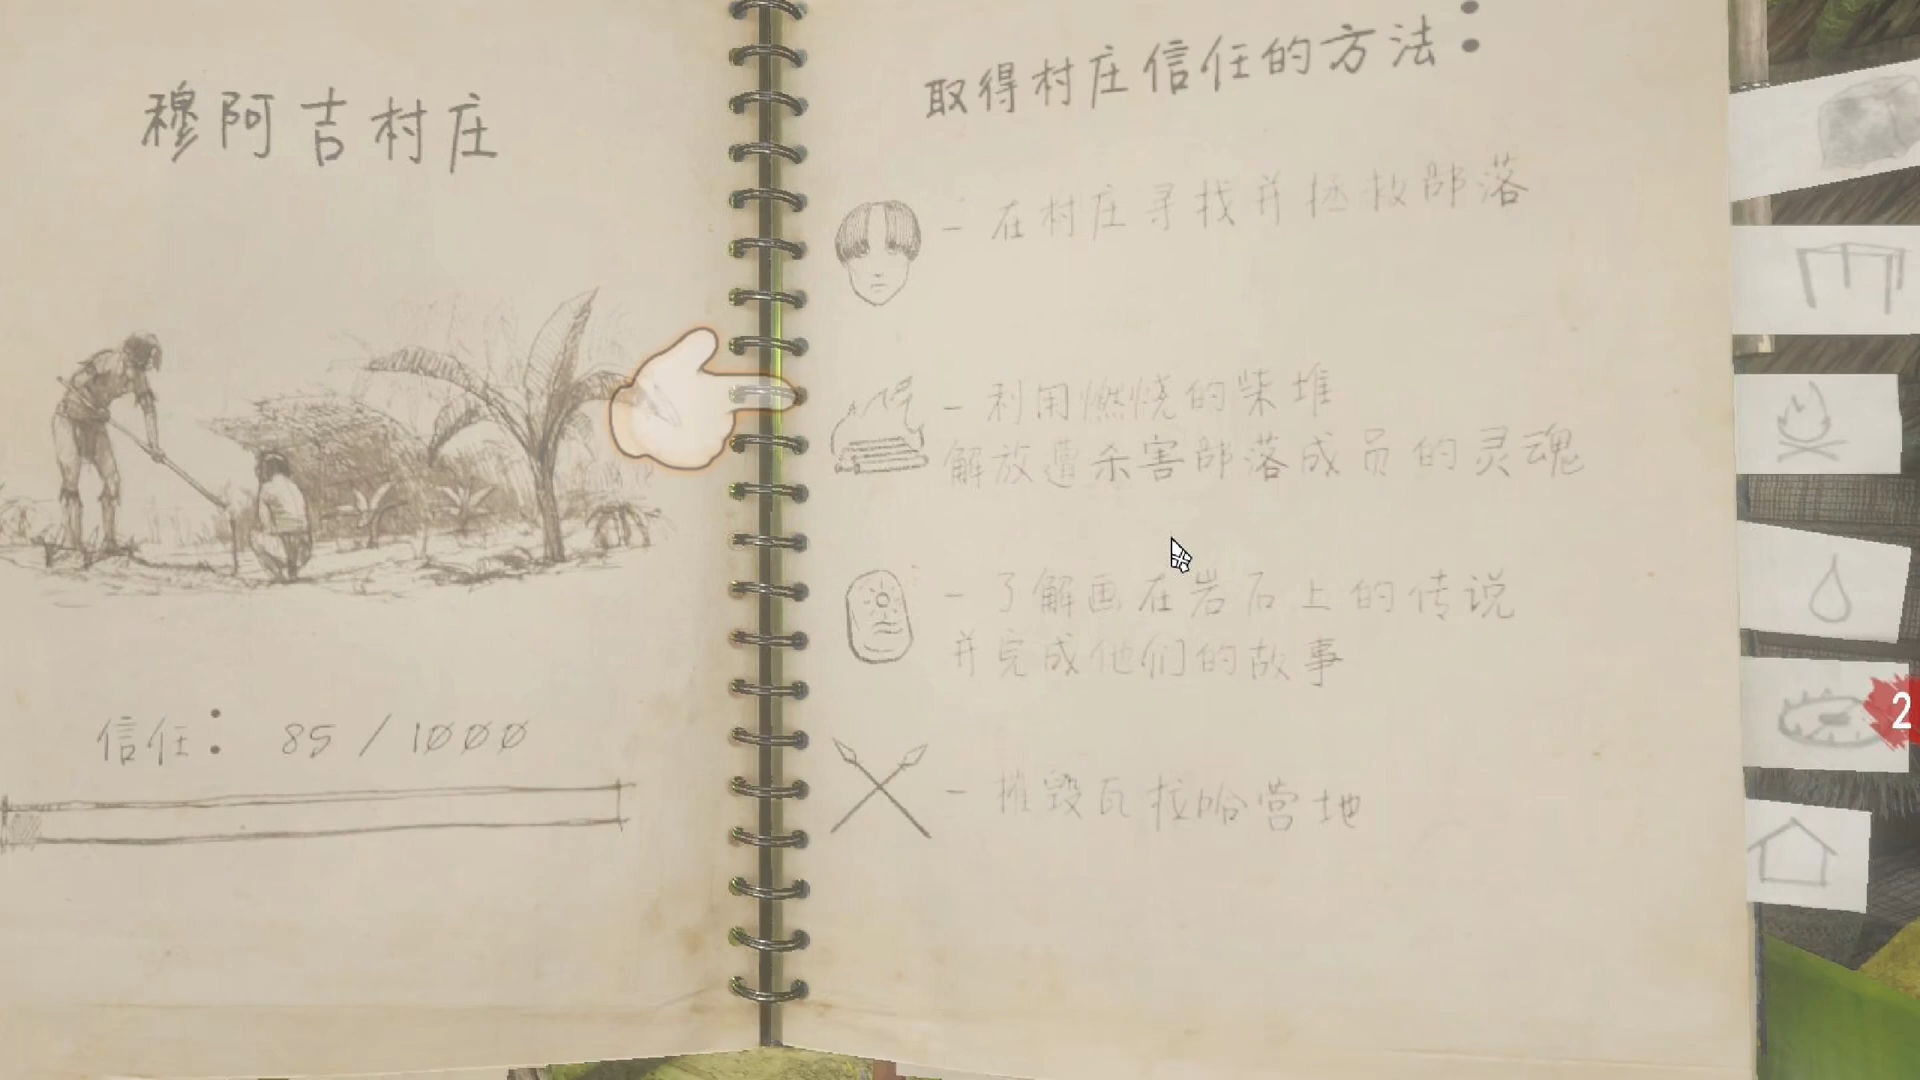 穆阿吉村庄
信任： 85 / 1000
取得村庄信任的方法：
- 在村庄寻找并拯救部落
- 利用燃烧的柴堆
解放遭杀害部落成员的灵魂
- 了解画在岩石上的传说
并完成他们的故事
- 摧毁瓦拉哈营地
2